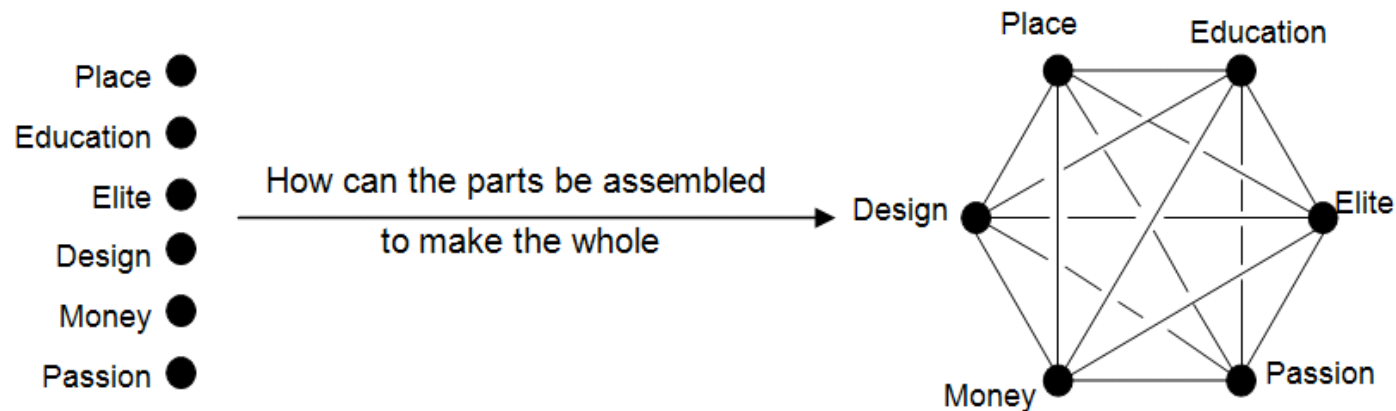 Place
Education
Elite
Design
Money
Passion
How can the parts be assembled
to make the whole
Place
Education
Design
Elite
Money
Passion